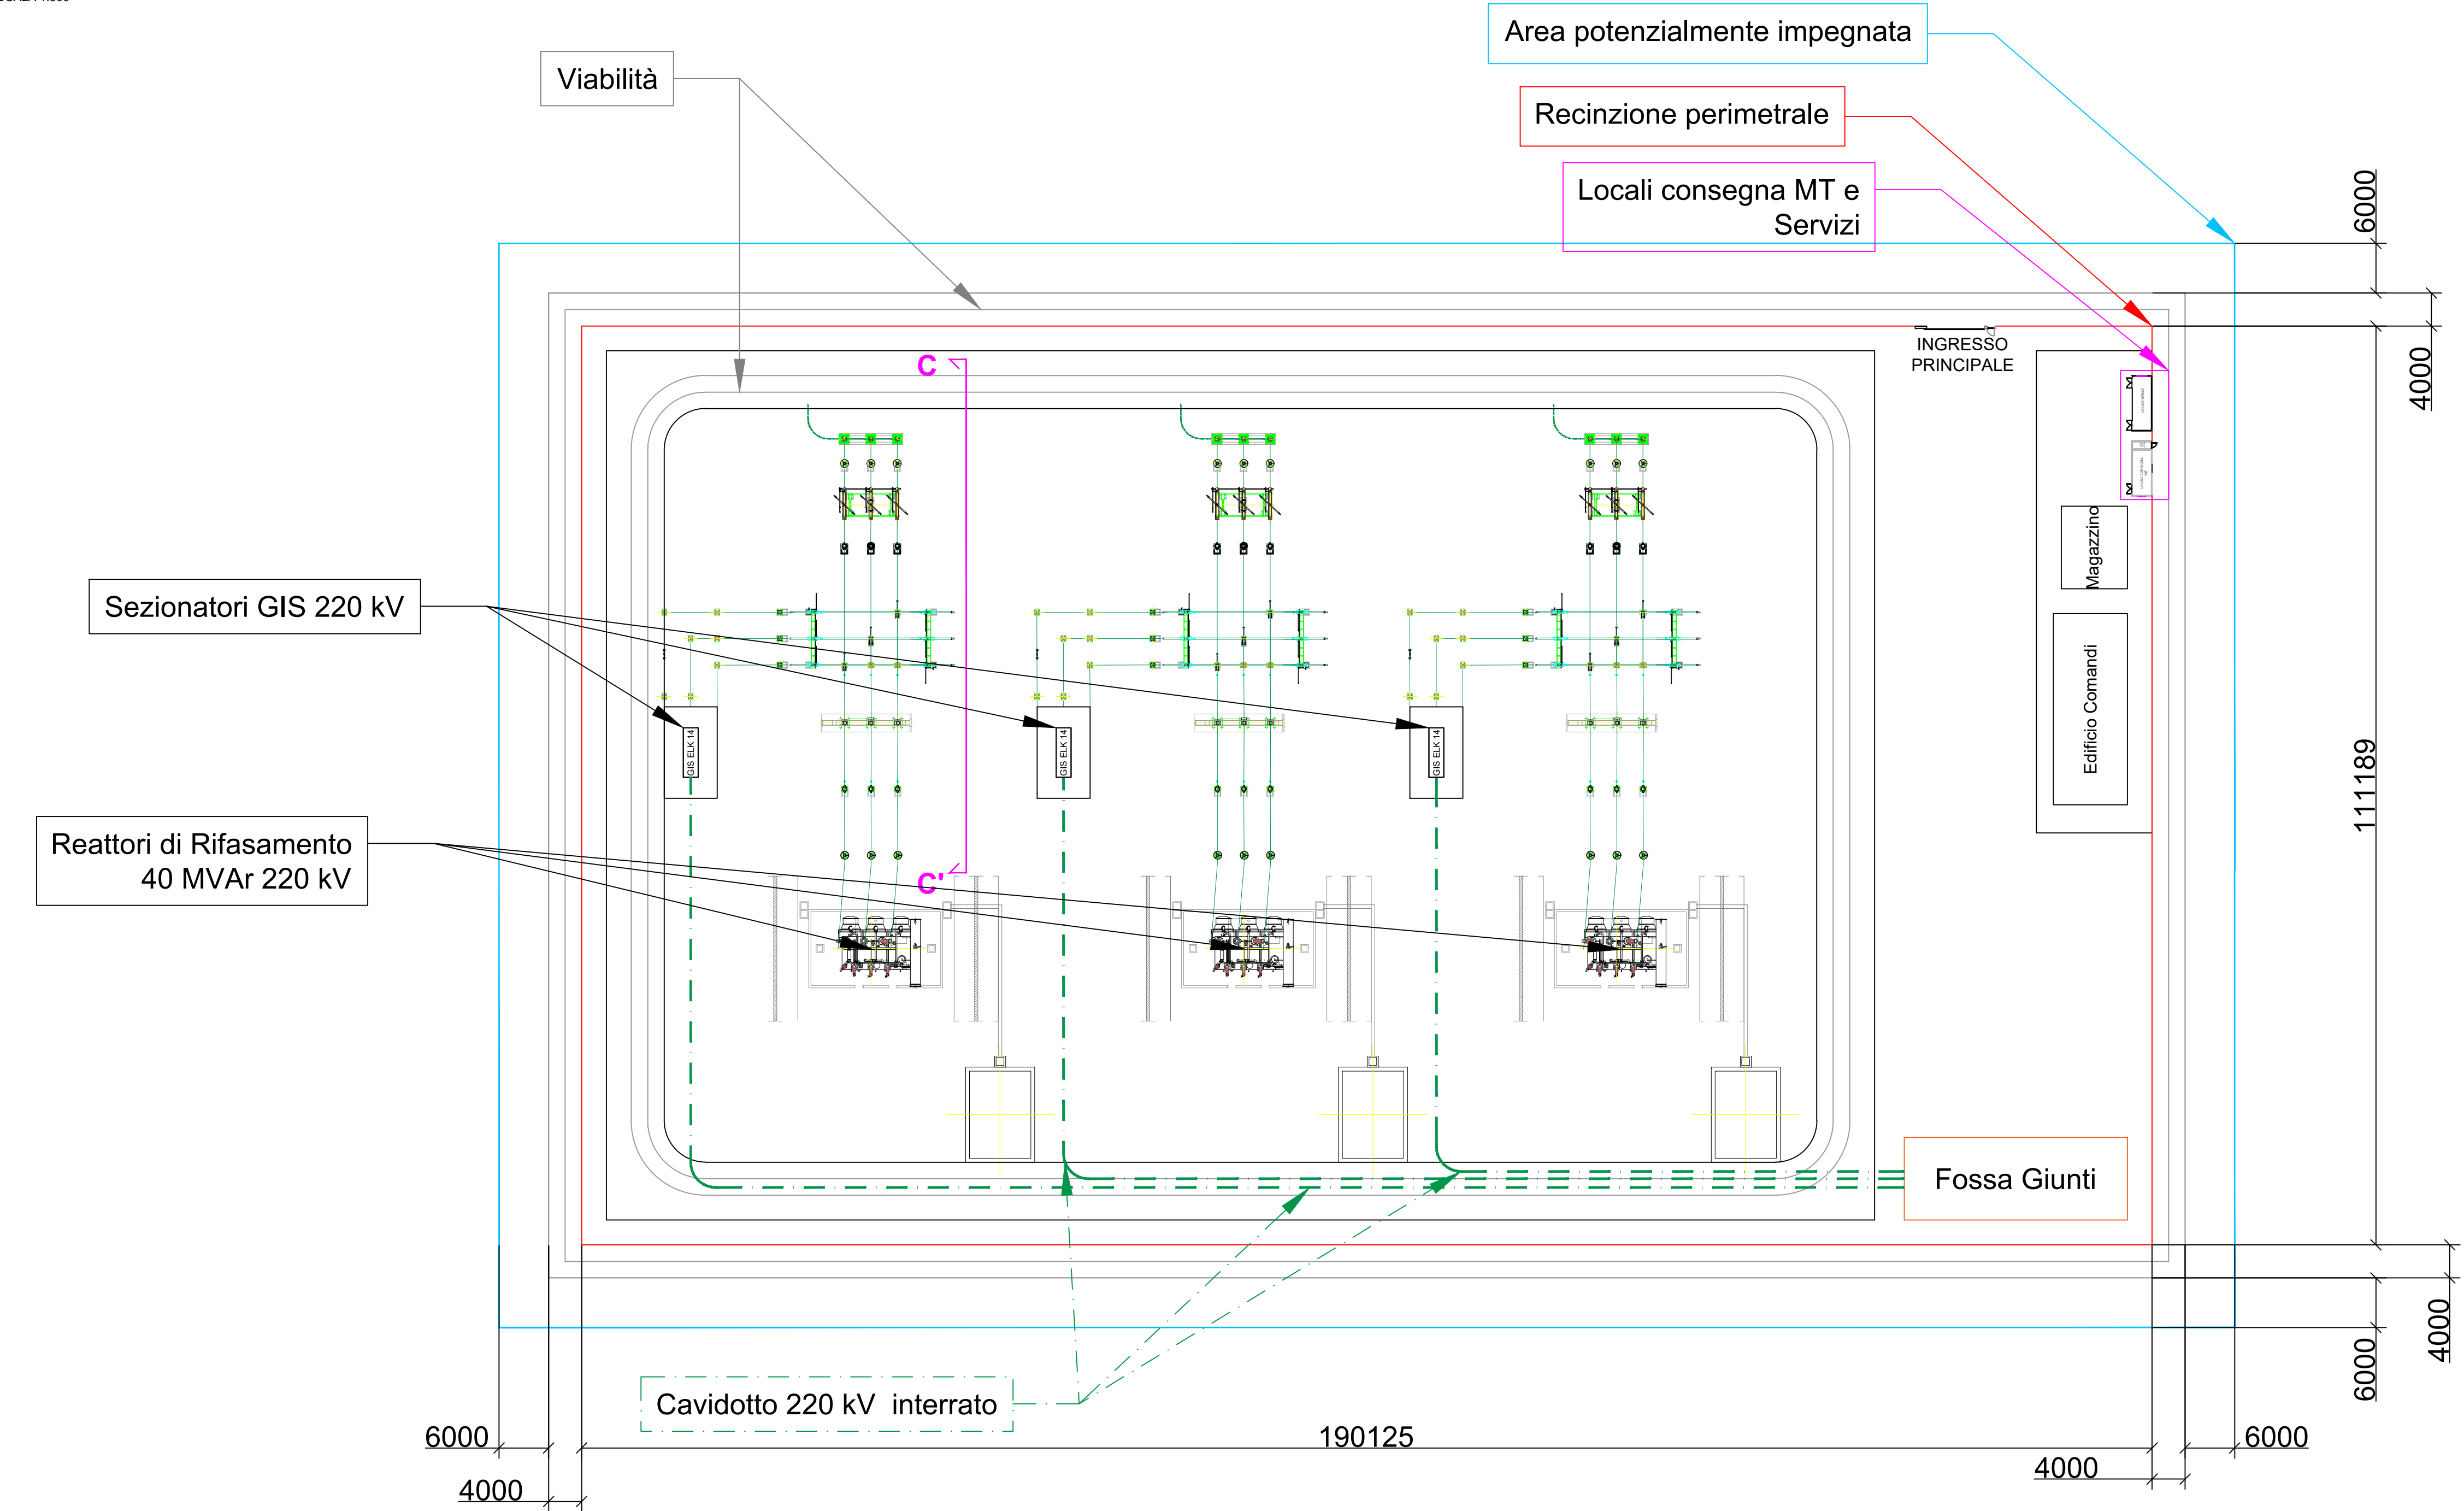 Area potenzialmente impegnata
Viabilità
Recinzione perimetrale
Locali consegna MT e
Servizi
6000
4000
INGRESSO
PRINCIPALE
C
Magazzino
Sezionatori GIS 220 kV
Edificio Comandi
GIS ELK 14
GIS ELK 14
GIS ELK 14
111189
Reattori di Rifasamento
40 MVAr 220 kV
C'
Fossa Giunti
4000
6000
Cavidotto 220 kV interrato
6000
190125
6000
4000
4000